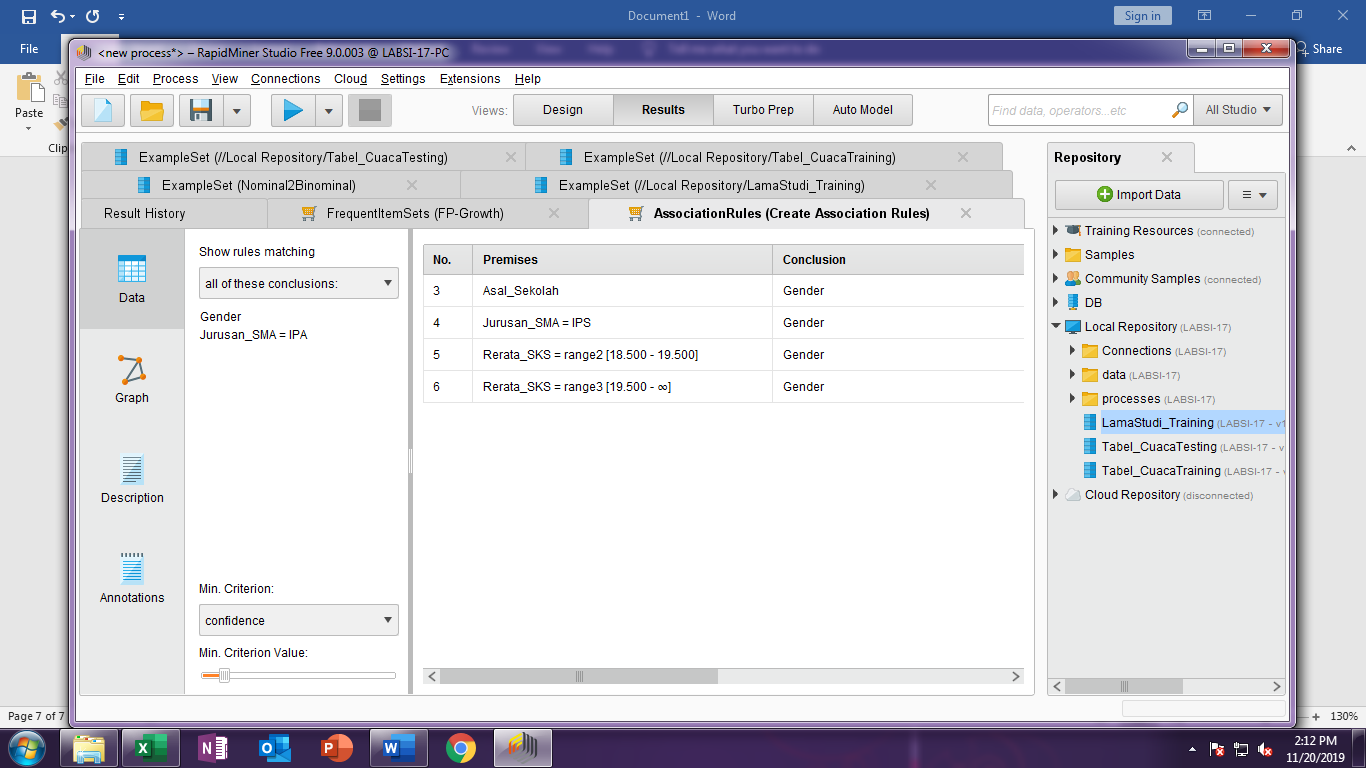 Document1 - Word
Sign in
File
Share
Paste
<new process*> – RapidMiner Studio Free 9.0.003 @ LABSI-17-PC
File Edit Process View Connections Cloud Settings Extensions Help
Views: Design Results Turbo Prep Auto Model
Find data, operators...etc
All Studio
ExampleSet (//Local Repository/Tabel_CuacaTesting)
ExampleSet (//Local Repository/Tabel_CuacaTraining)
ExampleSet (Nominal2Binominal)
ExampleSet (//Local Repository/LamaStudi_Training)
Result History
FrequentItemSets (FP-Growth)
AssociationRules (Create Association Rules)
Data
Graph
Description
Annotations
Show rules matching
all of these conclusions:
Gender
Jurusan_SMA = IPA
Min. Criterion:
confidence
Min. Criterion Value:
No. Premises Conclusion
3 Asal_Sekolah Gender
4 Jurusan_SMA = IPS Gender
5 Rerata_SKS = range2 [18.500 - 19.500] Gender
6 Rerata_SKS = range3 [19.500 - ∞] Gender
Repository
Import Data
Training Resources (connected)
Samples
Community Samples (connected)
DB
Local Repository (LABSI-17)
Connections (LABSI-17)
data (LABSI-17)
processes (LABSI-17)
LamaStudi_Training (LABSI-17 - v1
Tabel_CuacaTesting (LABSI-17 - v
Tabel_CuacaTraining (LABSI-17 - v
Cloud Repository (disconnected)
Page 7 of 7
130%
2:12 PM
11/20/2019